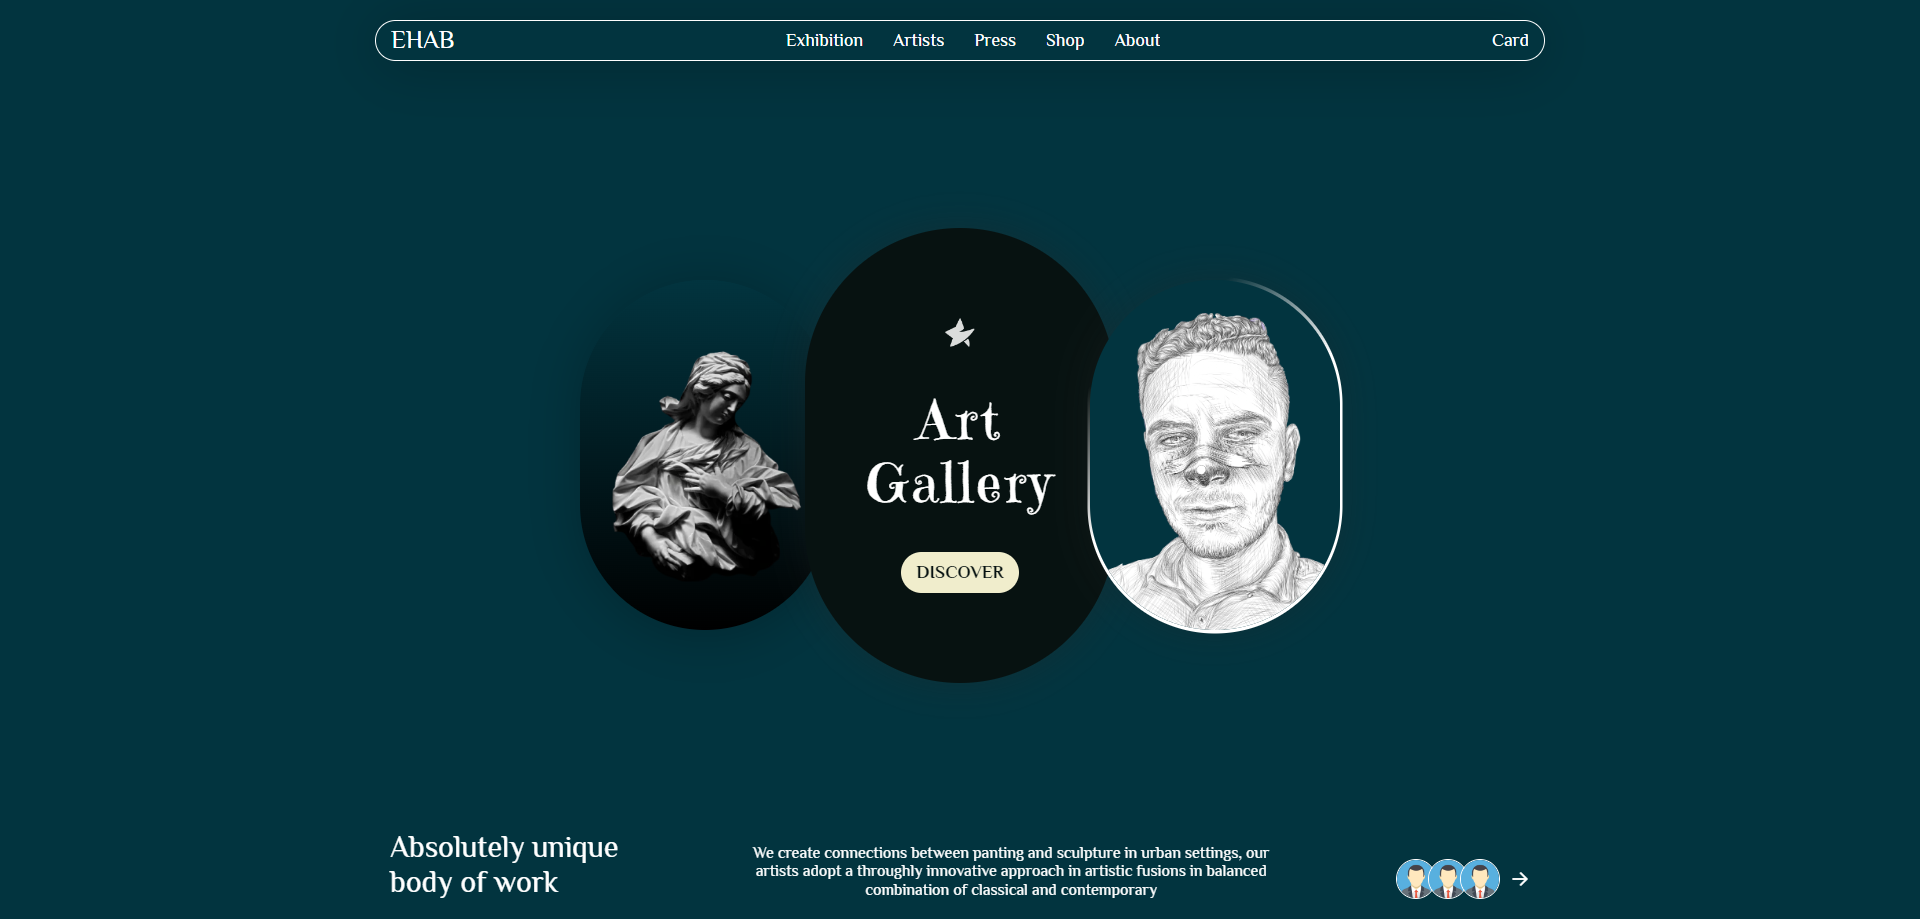 EHAB
Exhibition Artists Press Shop About
Card
Art
Gallery
DISCOVER
Absolutely unique
body of work
We create connections between panting and sculpture in urban settings, our
artists adopt a throughly innovative approach in artistic fusions in balanced
combination of classical and contemporary